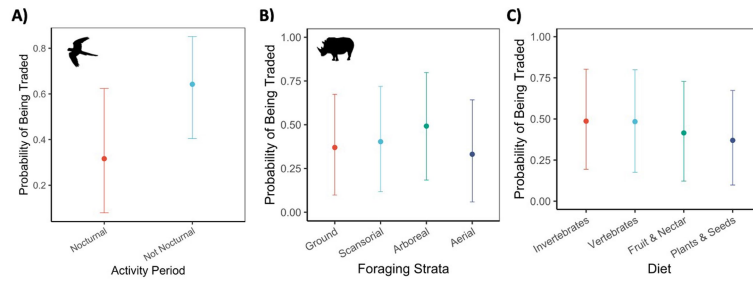 A)
Probability of Being Traded
0.8
0.6
0.4
0.2
Nocturnal
Not Nocturnal
Activity Period
B)
Probability of Being Traded
1.00
0.75
0.50
0.25
0.00
Ground
Scansorial
Arboreal
Aerial
Foraging Strata
C)
Probability of Being Traded
1.00
0.75
0.50
0.25
0.00
Invertebrates
Vertebrates
Fruit & Nectar
Plants & Seeds
Diet